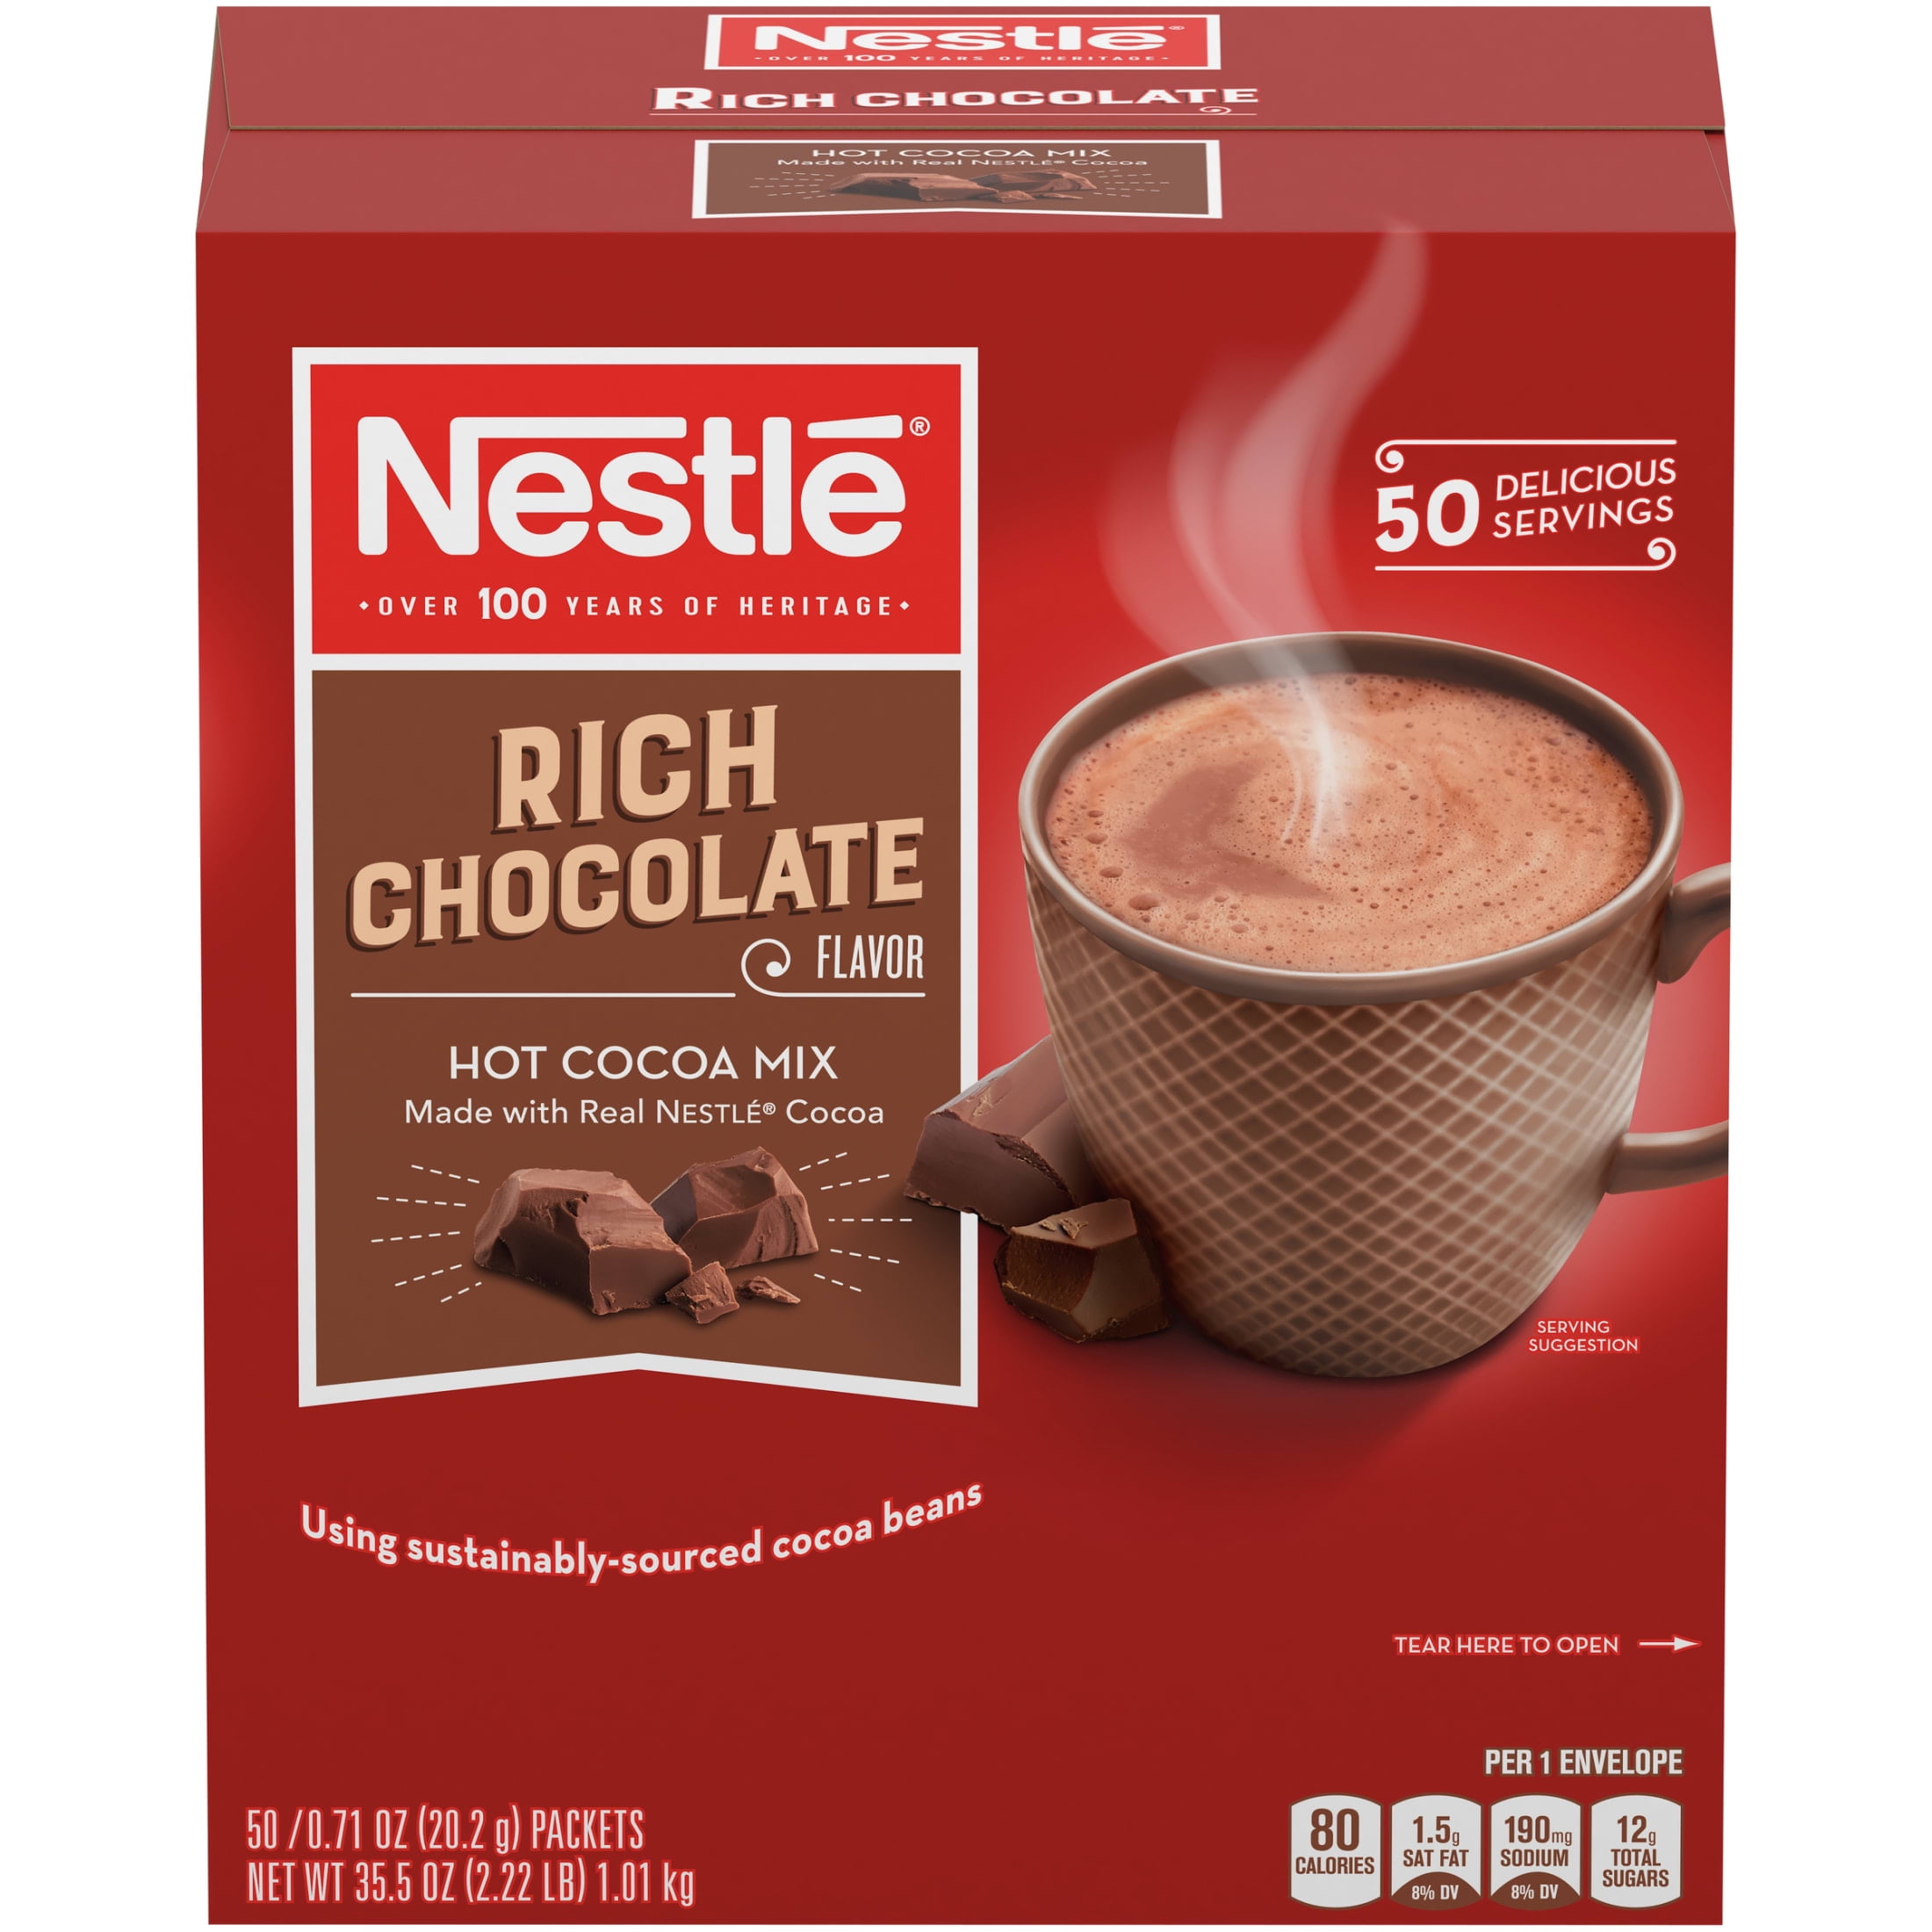 Nestlé®
•OVER 100 YEARS OF HERITAGE•
RICH CHOCOLATE
HOT COCOA MIX
Made with Real NESTLÉ® Cocoa
Nestlé®
•OVER 100 YEARS OF HERITAGE•
RICH
CHOCOLATE
FLAVOR
HOT COCOA MIX
Made with Real NESTLÉ® Cocoa
50 DELICIOUS
SERVINGS
SERVING
SUGGESTION
Using sustainably-sourced cocoa beans
TEAR HERE TO OPEN
50 / 0.71 OZ (20.2 g) PACKETS
NET WT 35.5 OZ (2.22 LB) 1.01 kg
PER 1 ENVELOPE
80
CALORIES
1.5g
SAT FAT
8% DV
190mg
SODIUM
8% DV
12g
TOTAL
SUGARS